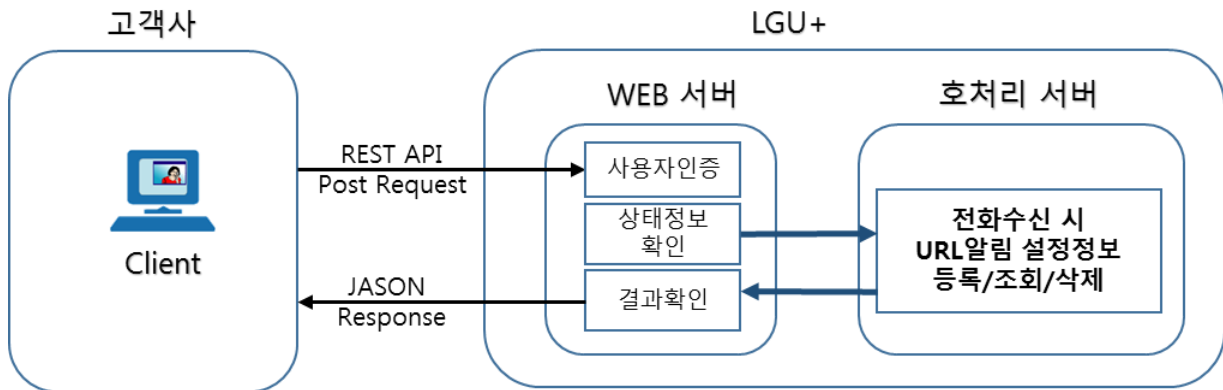 고객사
LGU+
WEB 서버
호처리 서버
REST API
Post Request
사용자인증
상태정보
확인
전화수신 시
URL알림 설정정보
등록/조회/삭제
Client
JASON
Response
결과확인